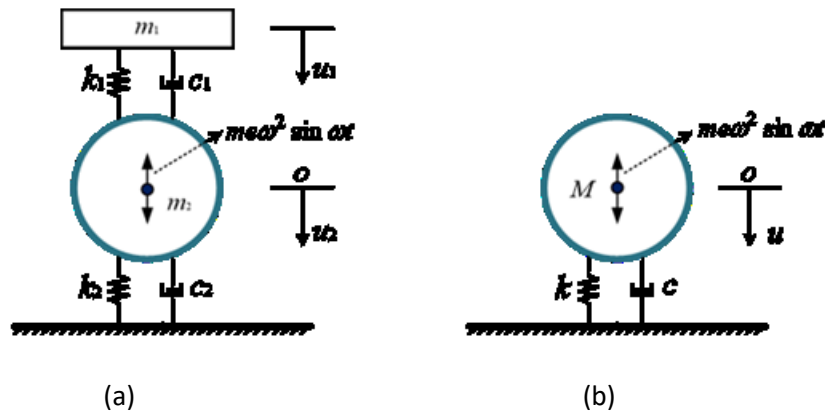 m₁
k₁ c₁ u₁
meω² sin ωt
o
m₂
u₂
k₂ c₂
(a)
meω² sin ωt
o
M
u
k c
(b)